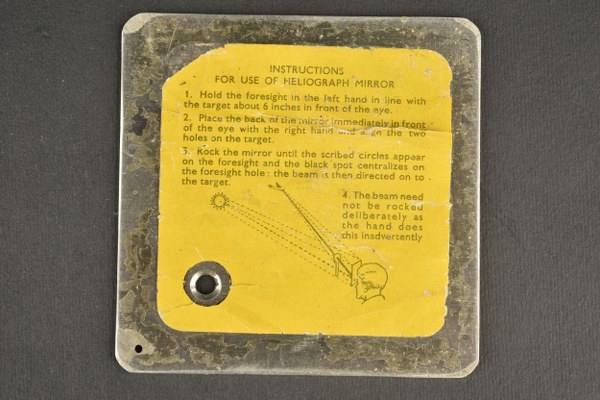 INSTRUCTIONS
FOR USE OF HELIOGRAPH MIRROR
1. Hold the foresight in the left hand in line with
the target about 6 inches in front of the eye.
2. Place the back of the mirror immediately in front
of the eye with the right hand and align the two
holes on the target.
3. Rock the mirror until the scribed circles appear
on the foresight and the black spot centralizes on
the foresight hole : the beam is then directed on to
the target.
4. The beam need
not be rocked
deliberately as
the hand does
this inadvertently